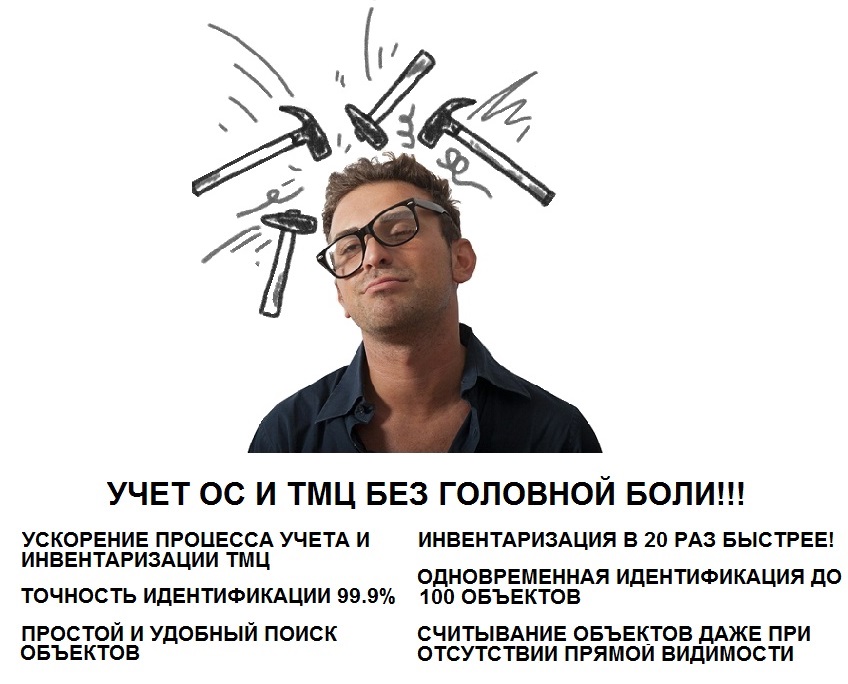 УЧЕТ ОС И ТМЦ БЕЗ ГОЛОВНОЙ БОЛИ!!!
УСКОРЕНИЕ ПРОЦЕССА УЧЕТА И
ИНВЕНТАРИЗАЦИИ ТМЦ
ТОЧНОСТЬ ИДЕНТИФИКАЦИИ 99.9%
ПРОСТОЙ И УДОБНЫЙ ПОИСК
ОБЪЕКТОВ
ИНВЕНТАРИЗАЦИЯ В 20 РАЗ БЫСТРЕЕ!
ОДНОВРЕМЕННАЯ ИДЕНТИФИКАЦИЯ ДО
100 ОБЪЕКТОВ
СЧИТЫВАНИЕ ОБЪЕКТОВ ДАЖЕ ПРИ
ОТСУТСТВИИ ПРЯМОЙ ВИДИМОСТИ